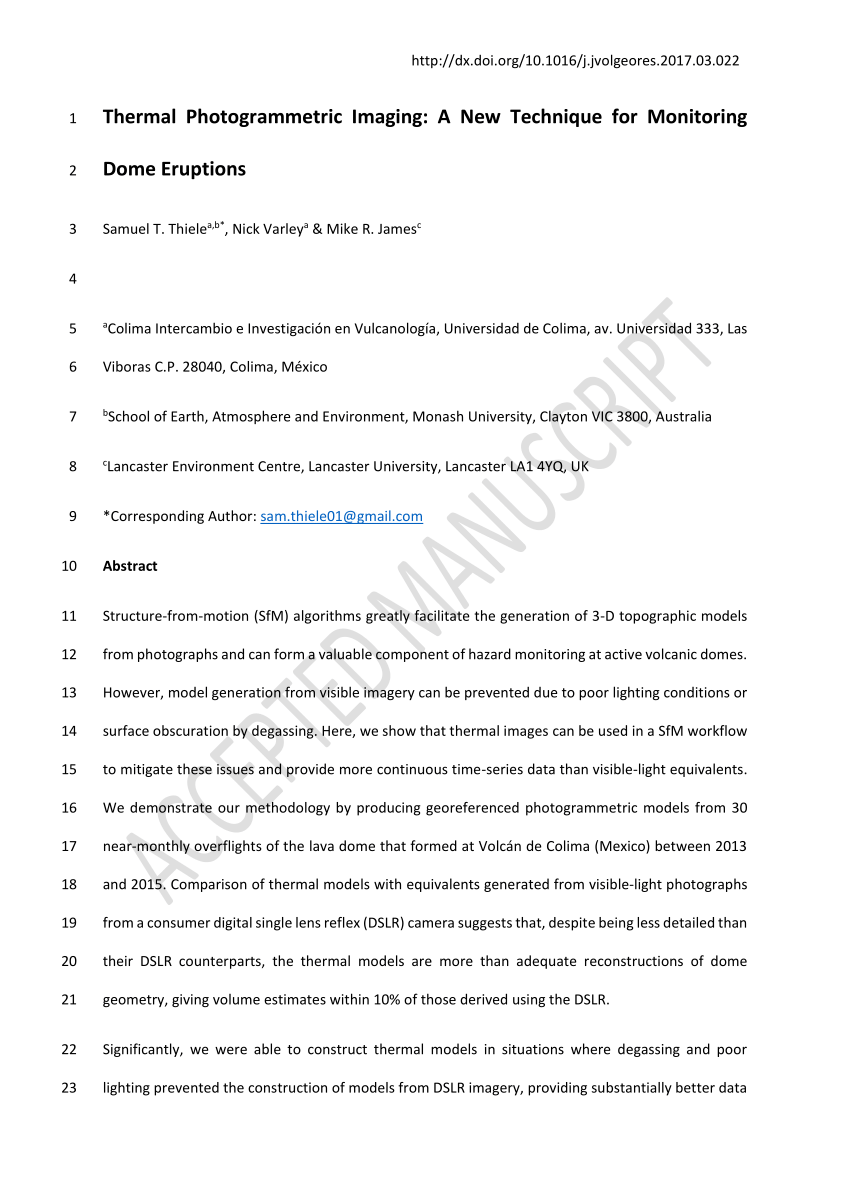 http://dx.doi.org/10.1016/j.jvolgeores.2017.03.022
1 Thermal Photogrammetric Imaging: A New Technique for Monitoring
2 Dome Eruptions
3 Samuel T. Thieleᵃ,ᵇ*, Nick Varleyᵃ & Mike R. Jamesᶜ
4
5 ᵃColima Intercambio e Investigación en Vulcanología, Universidad de Colima, av. Universidad 333, Las
6 Viboras C.P. 28040, Colima, México
7 ᵇSchool of Earth, Atmosphere and Environment, Monash University, Clayton VIC 3800, Australia
8 ᶜLancaster Environment Centre, Lancaster University, Lancaster LA1 4YQ, UK
9 *Corresponding Author: sam.thiele01@gmail.com
10 Abstract
11 Structure-from-motion (SfM) algorithms greatly facilitate the generation of 3-D topographic models
12 from photographs and can form a valuable component of hazard monitoring at active volcanic domes.
13 However, model generation from visible imagery can be prevented due to poor lighting conditions or
14 surface obscuration by degassing. Here, we show that thermal images can be used in a SfM workflow
15 to mitigate these issues and provide more continuous time-series data than visible-light equivalents.
16 We demonstrate our methodology by producing georeferenced photogrammetric models from 30
17 near-monthly overflights of the lava dome that formed at Volcán de Colima (Mexico) between 2013
18 and 2015. Comparison of thermal models with equivalents generated from visible-light photographs
19 from a consumer digital single lens reflex (DSLR) camera suggests that, despite being less detailed than
20 their DSLR counterparts, the thermal models are more than adequate reconstructions of dome
21 geometry, giving volume estimates within 10% of those derived using the DSLR.
22 Significantly, we were able to construct thermal models in situations where degassing and poor
23 lighting prevented the construction of models from DSLR imagery, providing substantially better data
ACCEPTED MANUSCRIPT